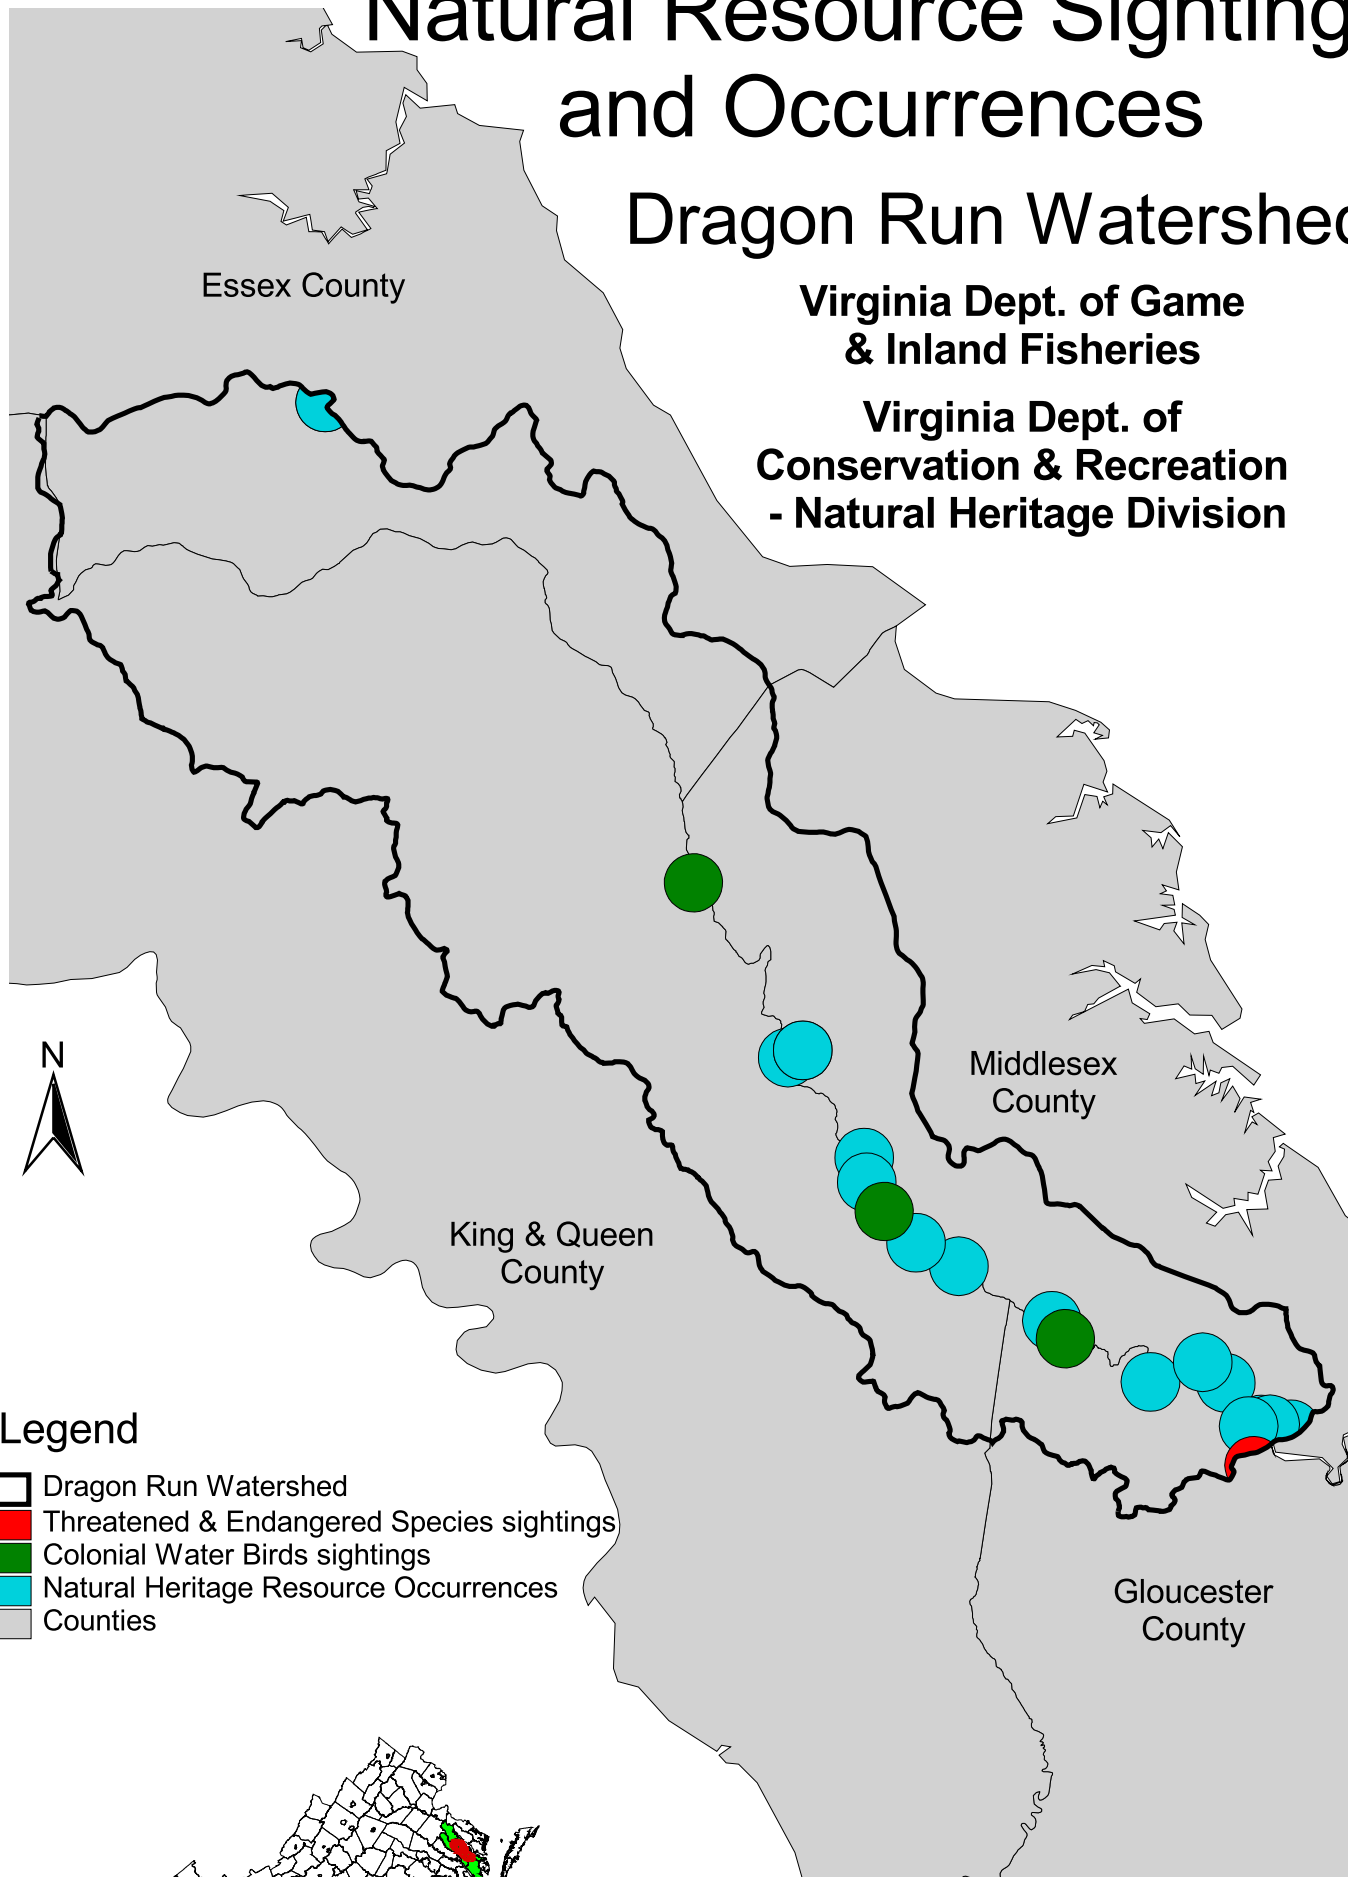 Natural Resource Sighting
and Occurrences
Dragon Run Watershed
Virginia Dept. of Game
& Inland Fisheries
Virginia Dept. of
Conservation & Recreation
- Natural Heritage Division
Essex County
N
Middlesex
County
King & Queen
County
Legend
Dragon Run Watershed
Threatened & Endangered Species sightings
Colonial Water Birds sightings
Natural Heritage Resource Occurrences
Counties
Gloucester
County